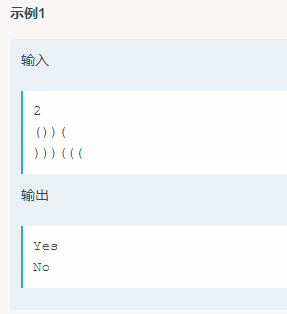 示例1
输入
2
())(
)))(((
输出
Yes
No